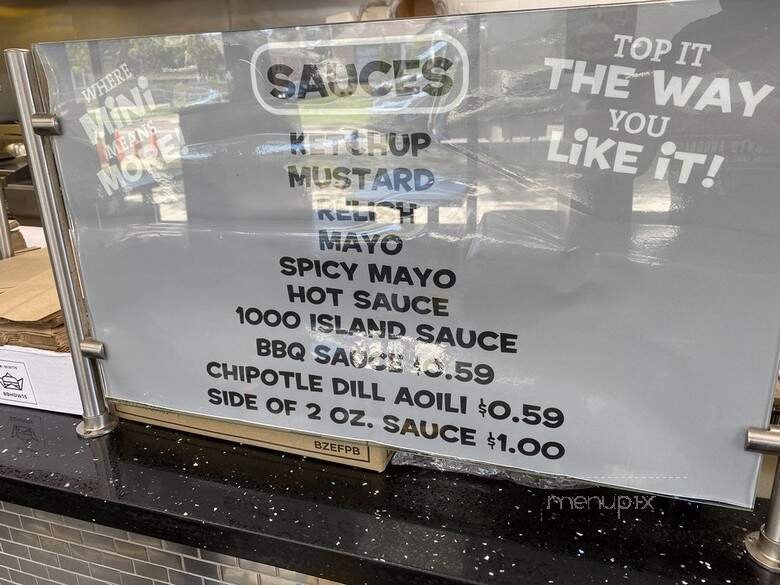 WHERE
MiNi
MEANS
MORE!
SAUCES
KETCHUP
MUSTARD
RELISH
MAYO
SPICY MAYO
HOT SAUCE
1000 ISLAND SAUCE
BBQ SAUCE $0.59
CHIPOTLE DILL AOILI $0.59
SIDE OF 2 OZ. SAUCE $1.00
TOP IT
THE WAY
YOU
LiKE iT!
BZEFPB
menupix